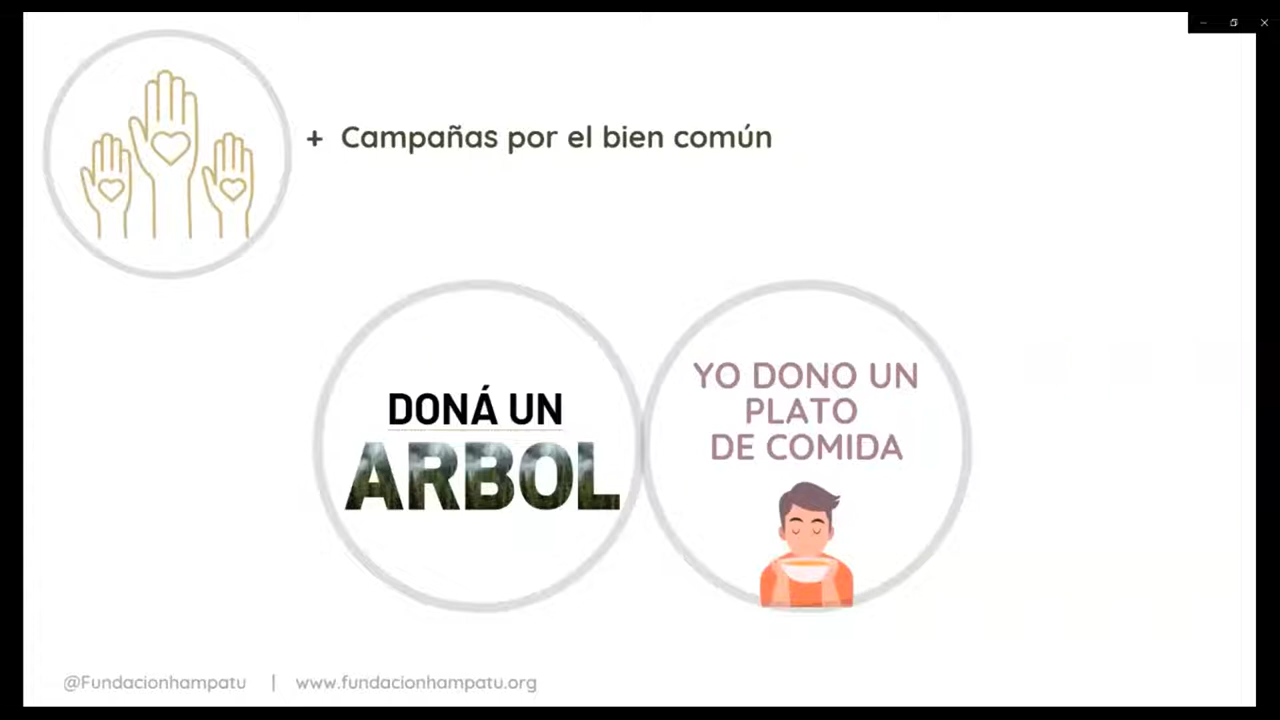 + Campañas por el bien común
DONÁ UN
ARBOL
YO DONO UN
PLATO
DE COMIDA
@Fundacionhampatu | www.fundacionhampatu.org